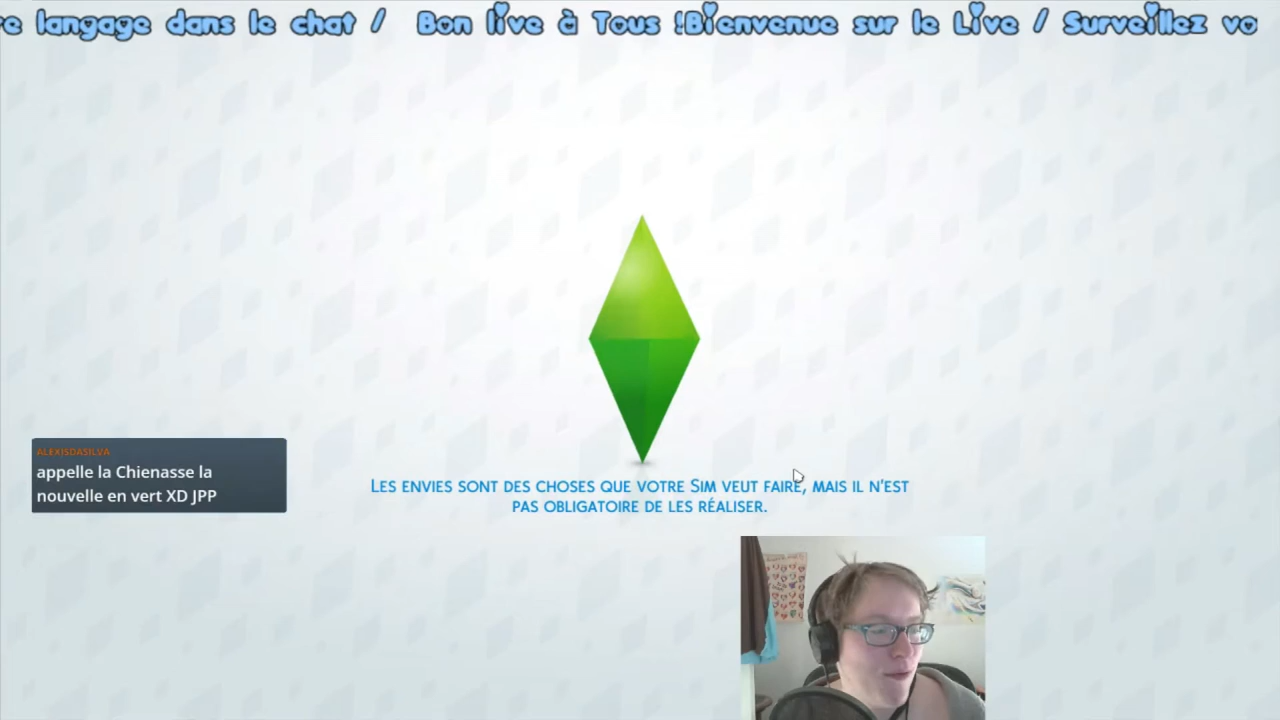 e langage dans le chat / Bon live à Tous !Bienvenue sur le Live / Surveillez vo
ALEXISDASILVA
appelle la Chienasse la
nouvelle en vert XD JPP
Les envies sont des choses que votre Sim veut faire, mais il n'est
pas obligatoire de les réaliser.